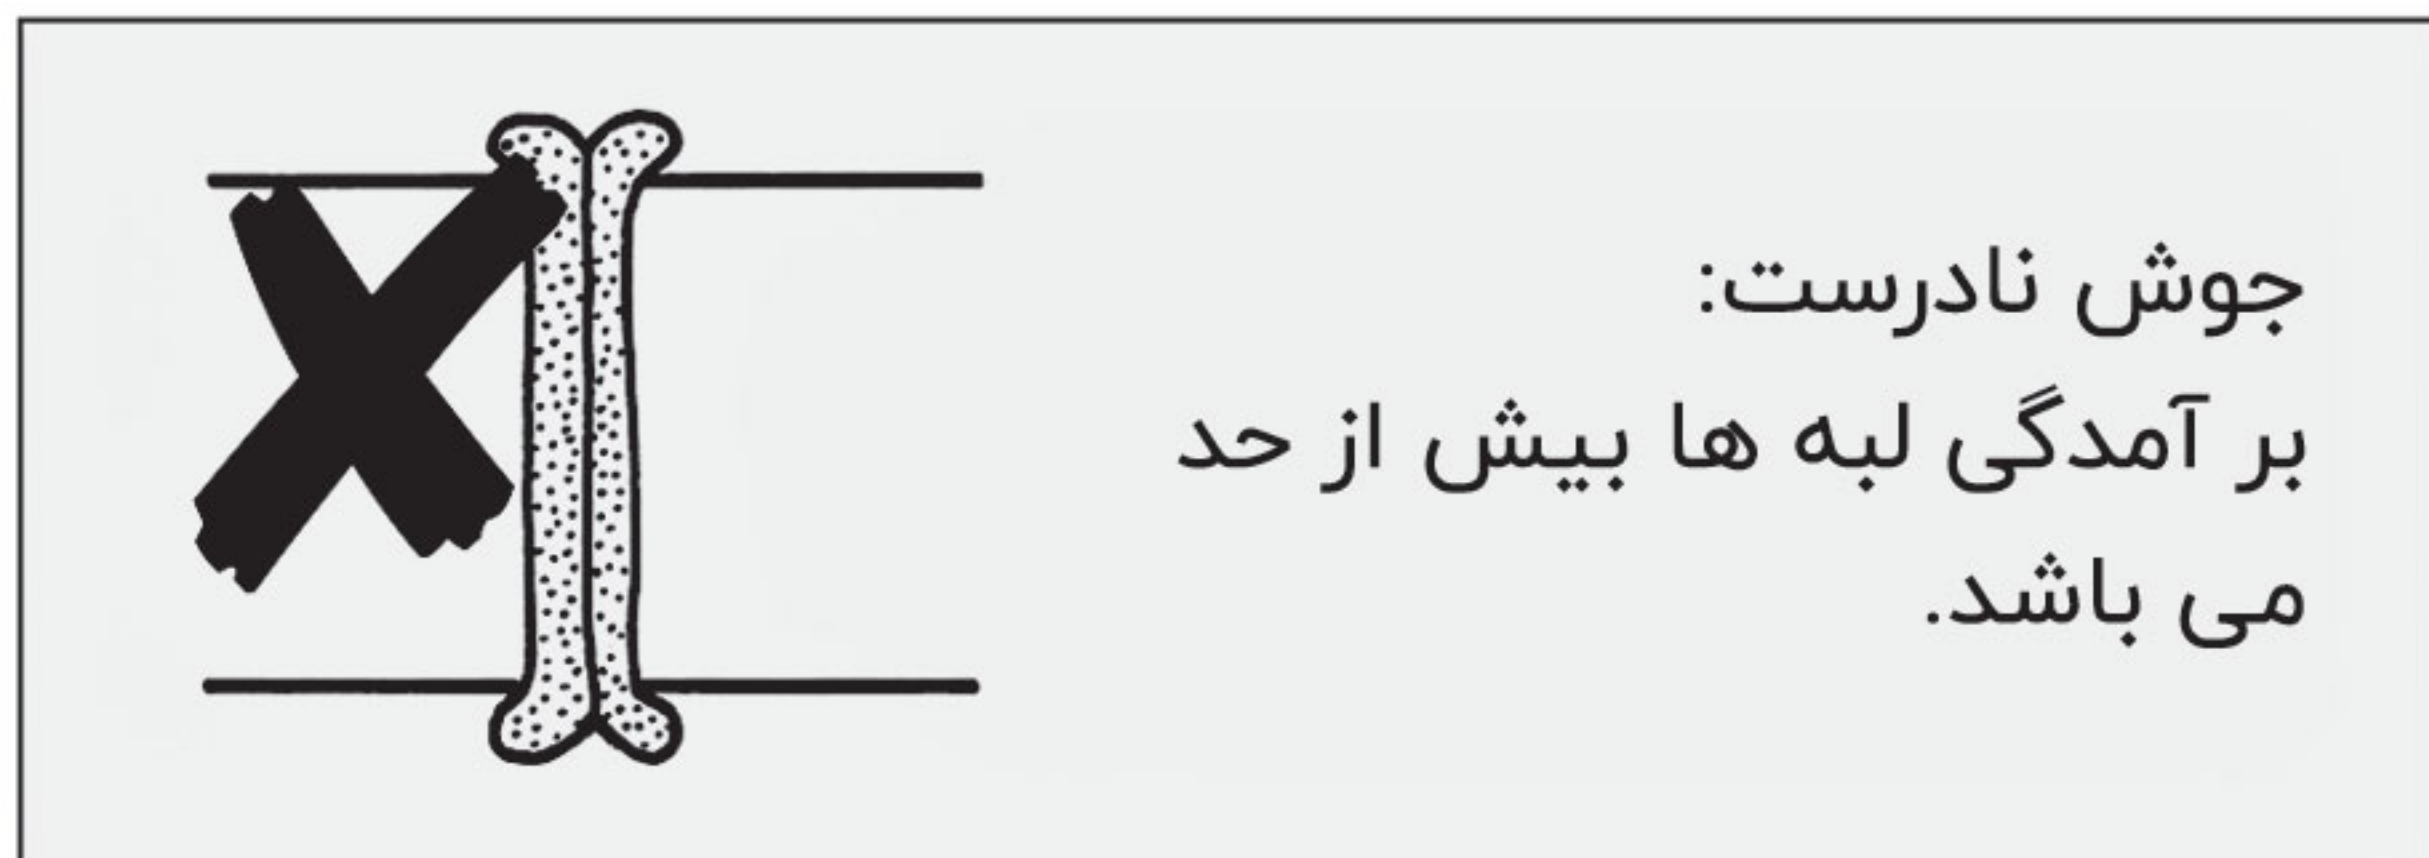 جوش نادرست:
بر آمدگی لبه ها بیش از حد
می باشد.